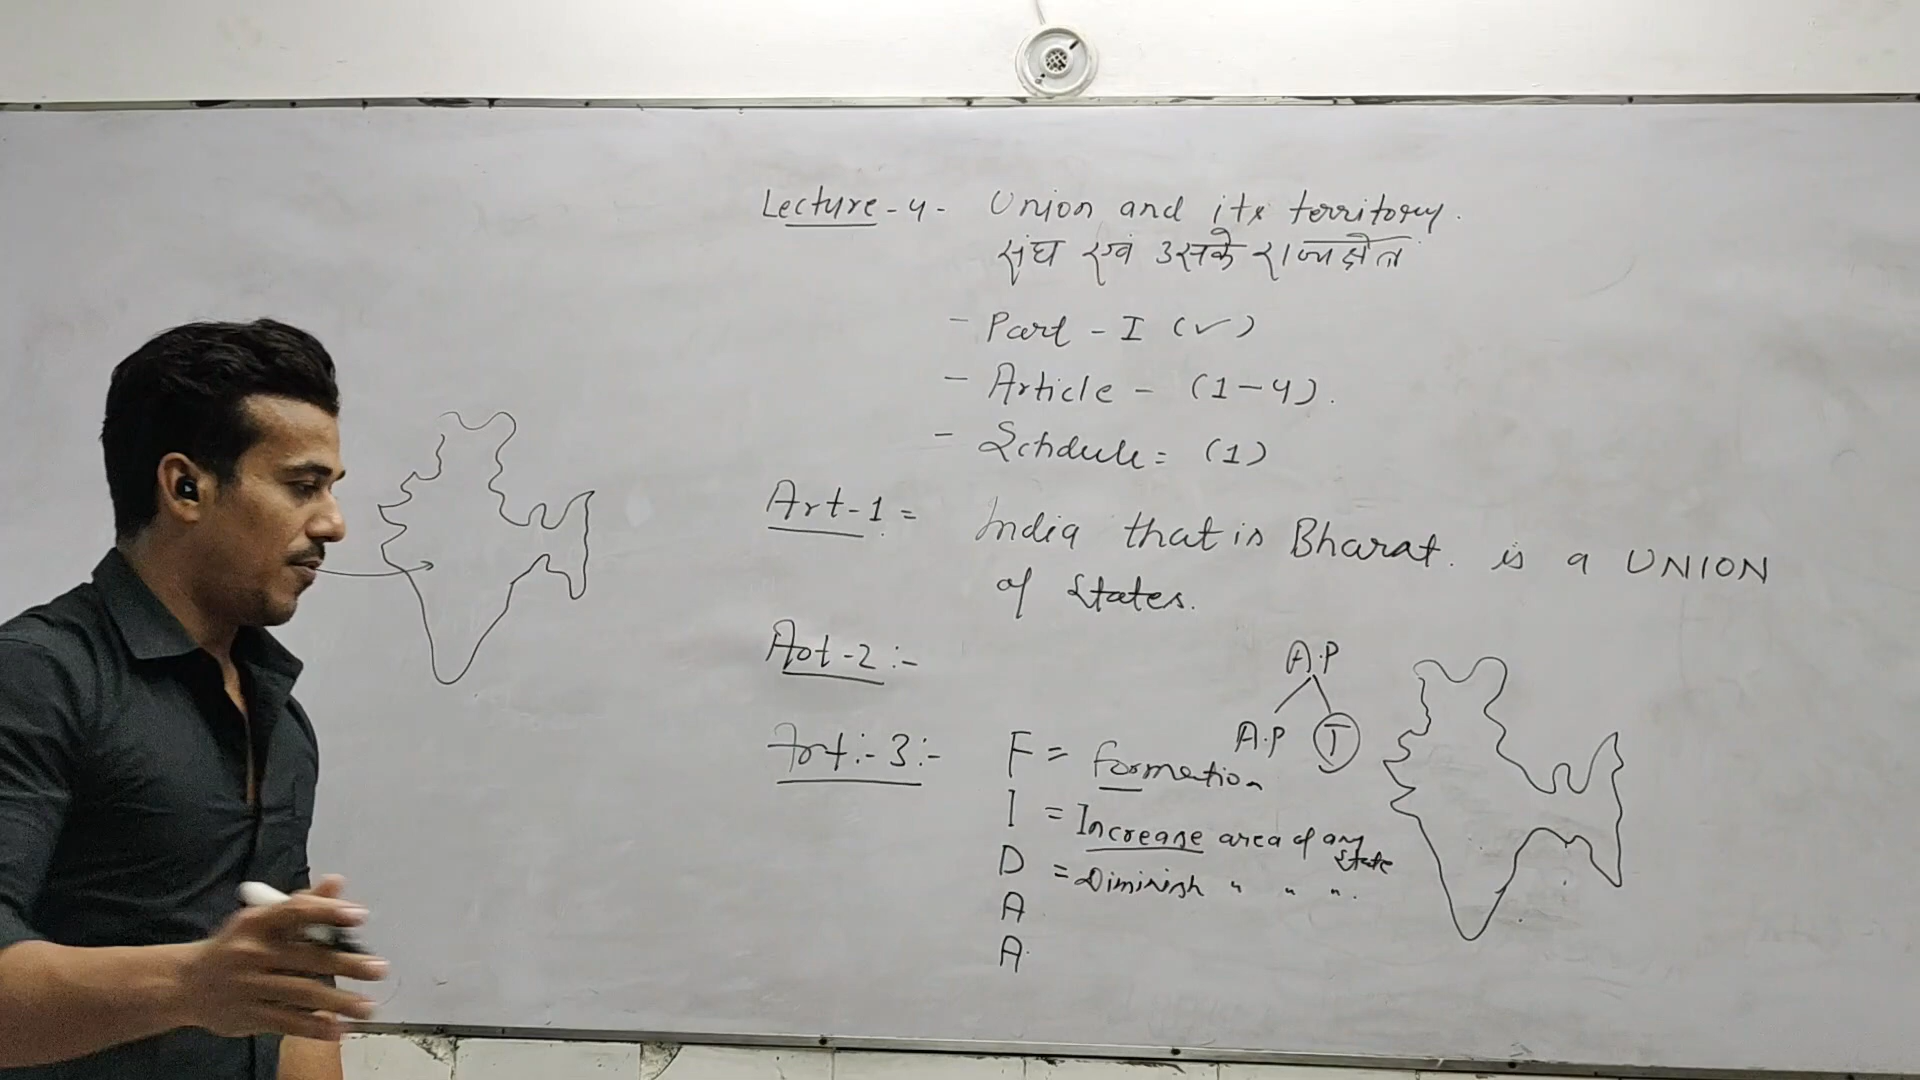 Lecture - 4 - Union and its territory.
संघ एवं उसके राज्यक्षेत्र
- Part - I (✓)
- Article - (1-4).
- Schdule = (1)
Art-1 = India that is Bharat. is a UNION
of States.
Art-2 :-
A.P
A.P T
Art:-3:- F = formation
I = Increase area of any State
D = Diminish " " ".
A
A.